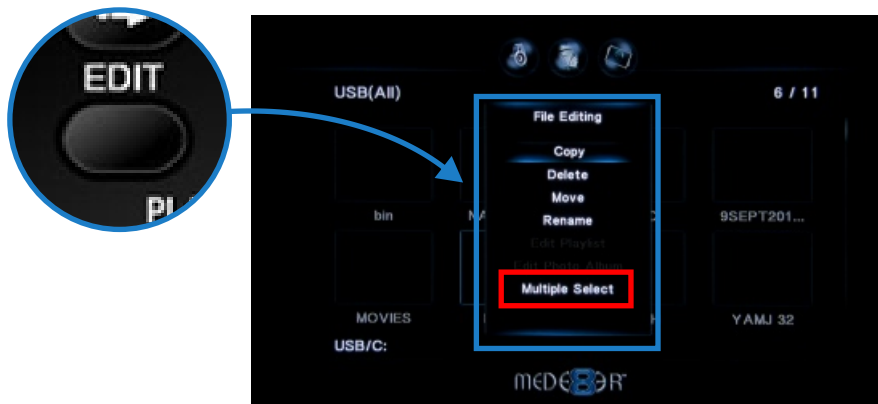 EDIT
USB(All)
6 / 11
File Editing
Copy
Delete
Move
Rename
Edit Playlist
Edit Photo Album
Multiple Select
bin
9SEPT201...
MOVIES
YAMJ 32
USB/C:
MEDE8ER